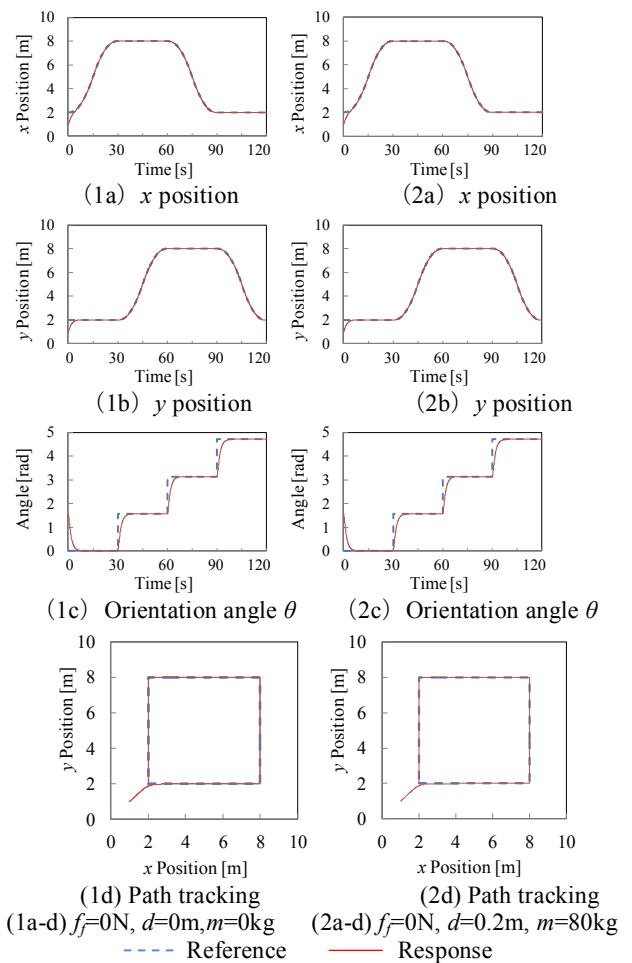 10
8
6
4
2
0
x Position [m]
0 30 60 90 120
Time [s]
(1a) x position
10
8
6
4
2
0
x Position [m]
0 30 60 90 120
Time [s]
(2a) x position
10
8
6
4
2
0
y Position [m]
0 30 60 90 120
Time [s]
(1b) y position
10
8
6
4
2
0
y Position [m]
0 30 60 90 120
Time [s]
(2b) y position
5
4
3
2
1
0
Angle [rad]
0 30 60 90 120
Time [s]
(1c) Orientation angle θ
5
4
3
2
1
0
Angle [rad]
0 30 60 90 120
Time [s]
(2c) Orientation angle θ
10
8
6
4
2
0
y Position [m]
0 2 4 6 8 10
x Position [m]
(1d) Path tracking
(1a-d) f_f=0N, d=0m,m=0kg
10
8
6
4
2
0
y Position [m]
0 2 4 6 8 10
x Position [m]
(2d) Path tracking
(2a-d) f_f=0N, d=0.2m, m=80kg
Reference Response